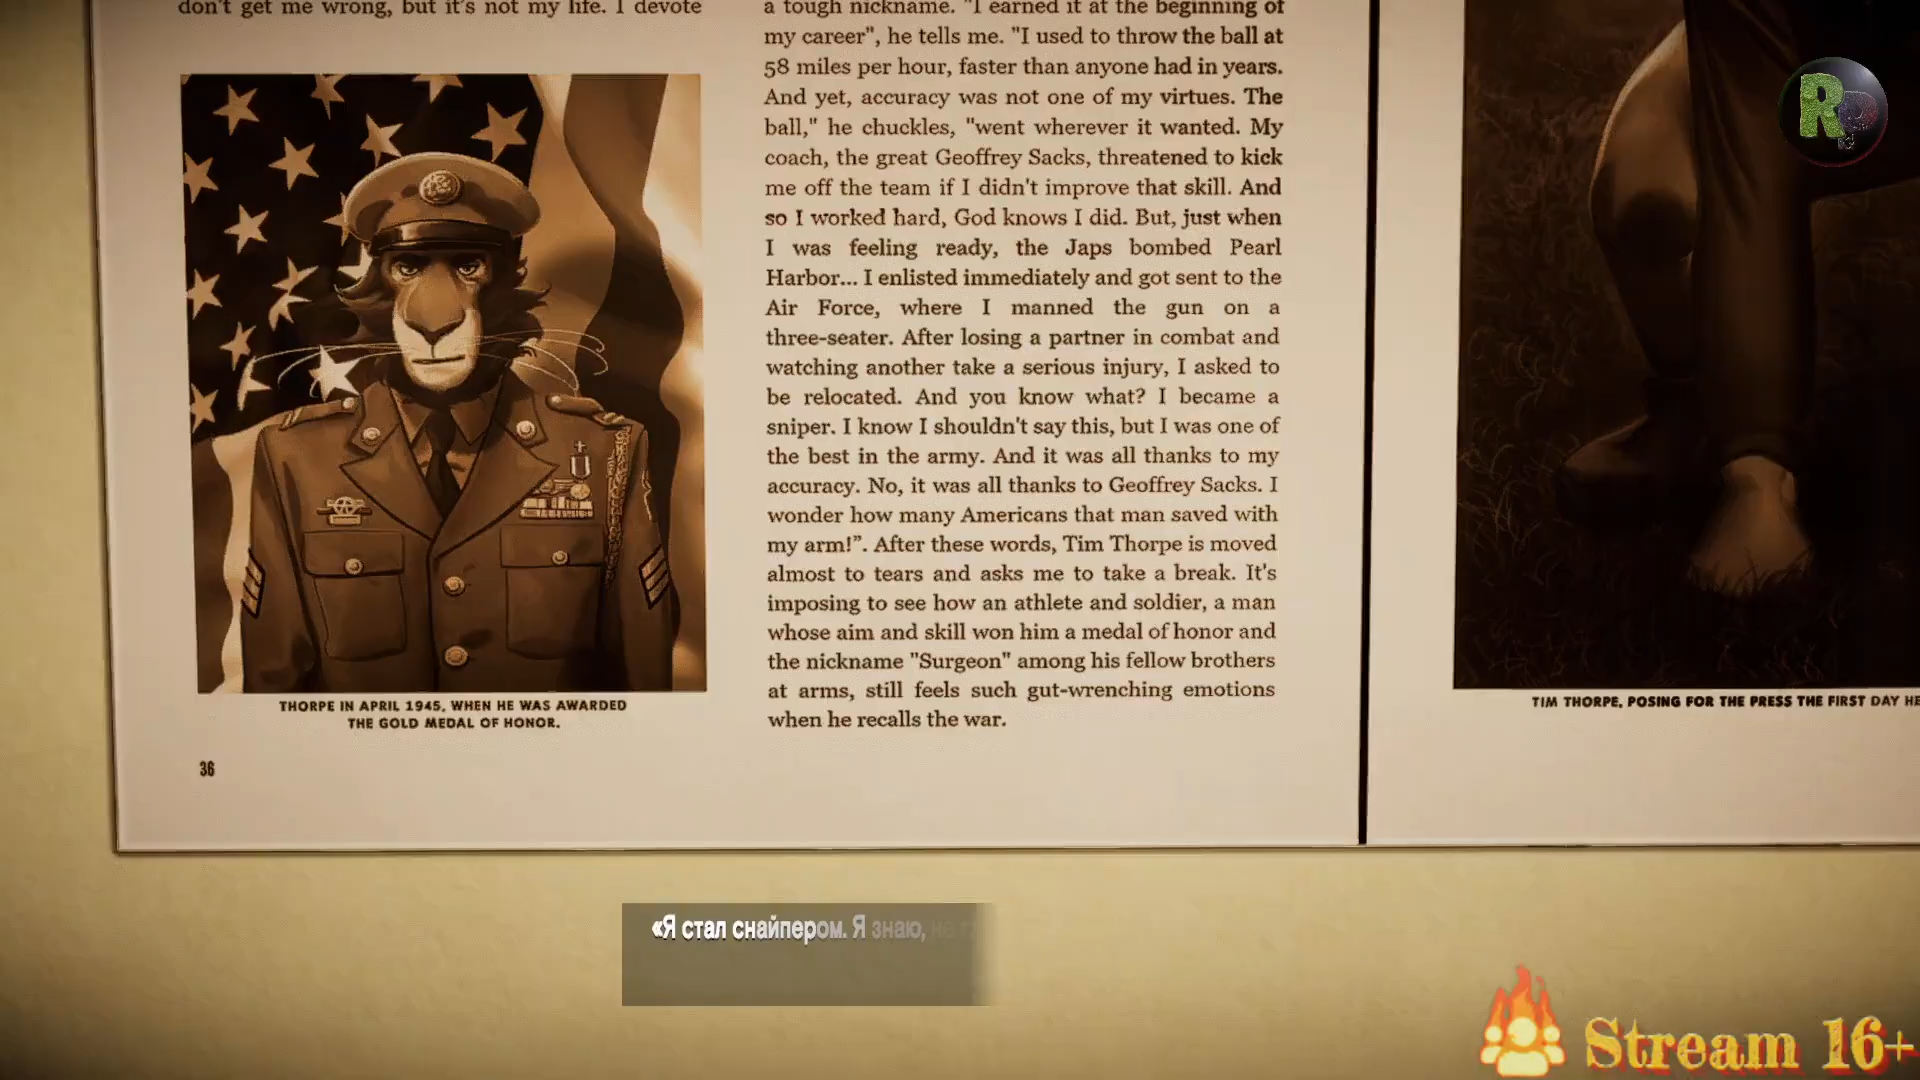 don't get me wrong, but it's not my life. I devote
THORPE IN APRIL 1945, WHEN HE WAS AWARDED
THE GOLD MEDAL OF HONOR.
36
a tough nickname. "I earned it at the beginning of
my career", he tells me. "I used to throw the ball at
58 miles per hour, faster than anyone had in years.
And yet, accuracy was not one of my virtues. The
ball," he chuckles, "went wherever it wanted. My
coach, the great Geoffrey Sacks, threatened to kick
me off the team if I didn't improve that skill. And
so I worked hard, God knows I did. But, just when
I was feeling ready, the Japs bombed Pearl
Harbor... I enlisted immediately and got sent to the
Air Force, where I manned the gun on a
three-seater. After losing a partner in combat and
watching another take a serious injury, I asked to
be relocated. And you know what? I became a
sniper. I know I shouldn't say this, but I was one of
the best in the army. And it was all thanks to my
accuracy. No, it was all thanks to Geoffrey Sacks. I
wonder how many Americans that man saved with
my arm!”. After these words, Tim Thorpe is moved
almost to tears and asks me to take a break. It's
imposing to see how an athlete and soldier, a man
whose aim and skill won him a medal of honor and
the nickname "Surgeon" among his fellow brothers
at arms, still feels such gut-wrenching emotions
when he recalls the war.
TIM THORPE, POSING FOR THE PRESS THE FIRST DAY HE
«Я стал снайпером. Я знаю,
Stream 16+